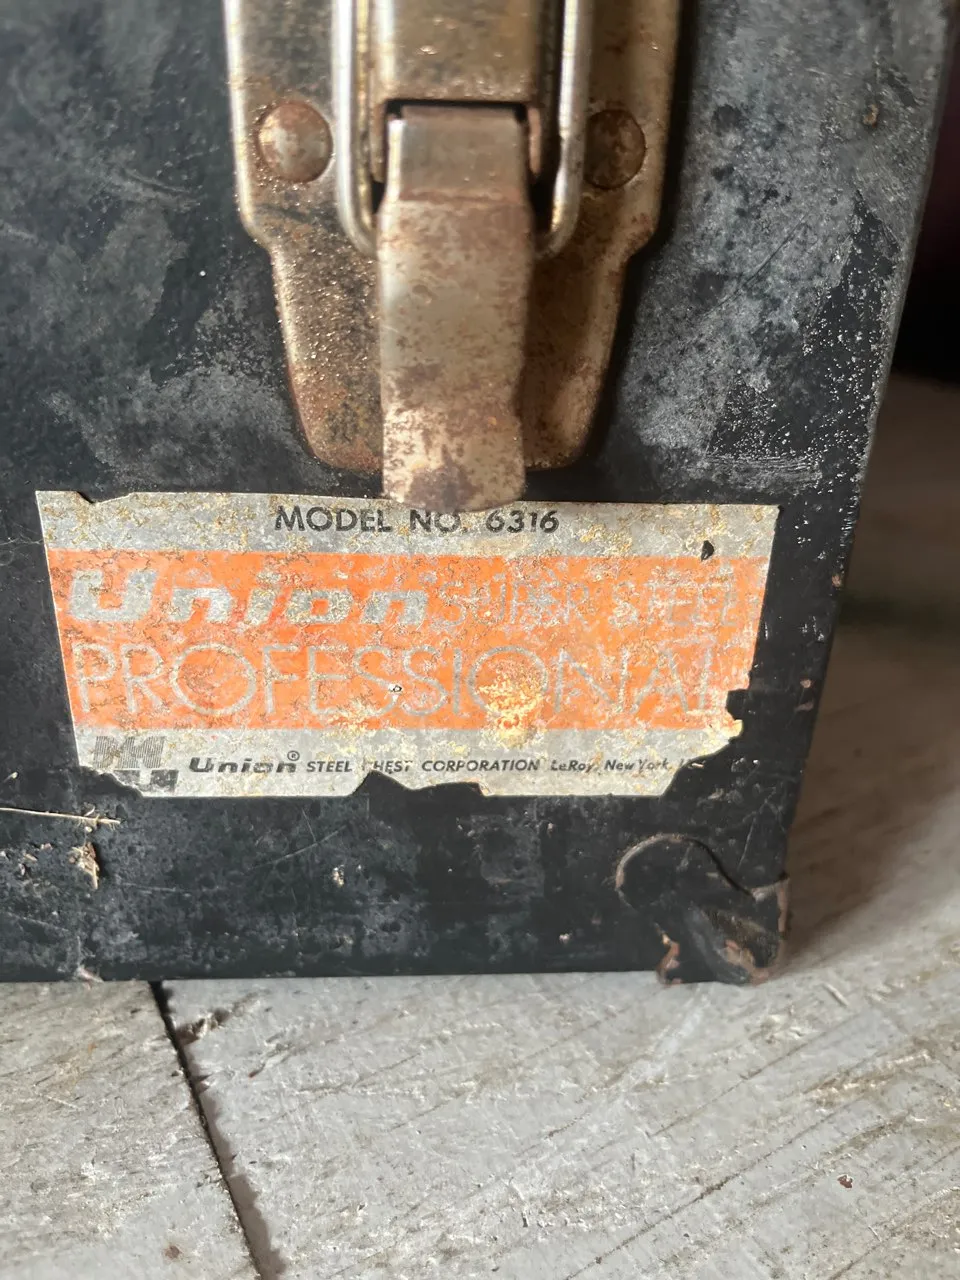 MODEL NO. 6316
Union SUPER STEEL
PROFESSIONAL
Union® STEEL CHEST CORPORATION LeRoy, New York,